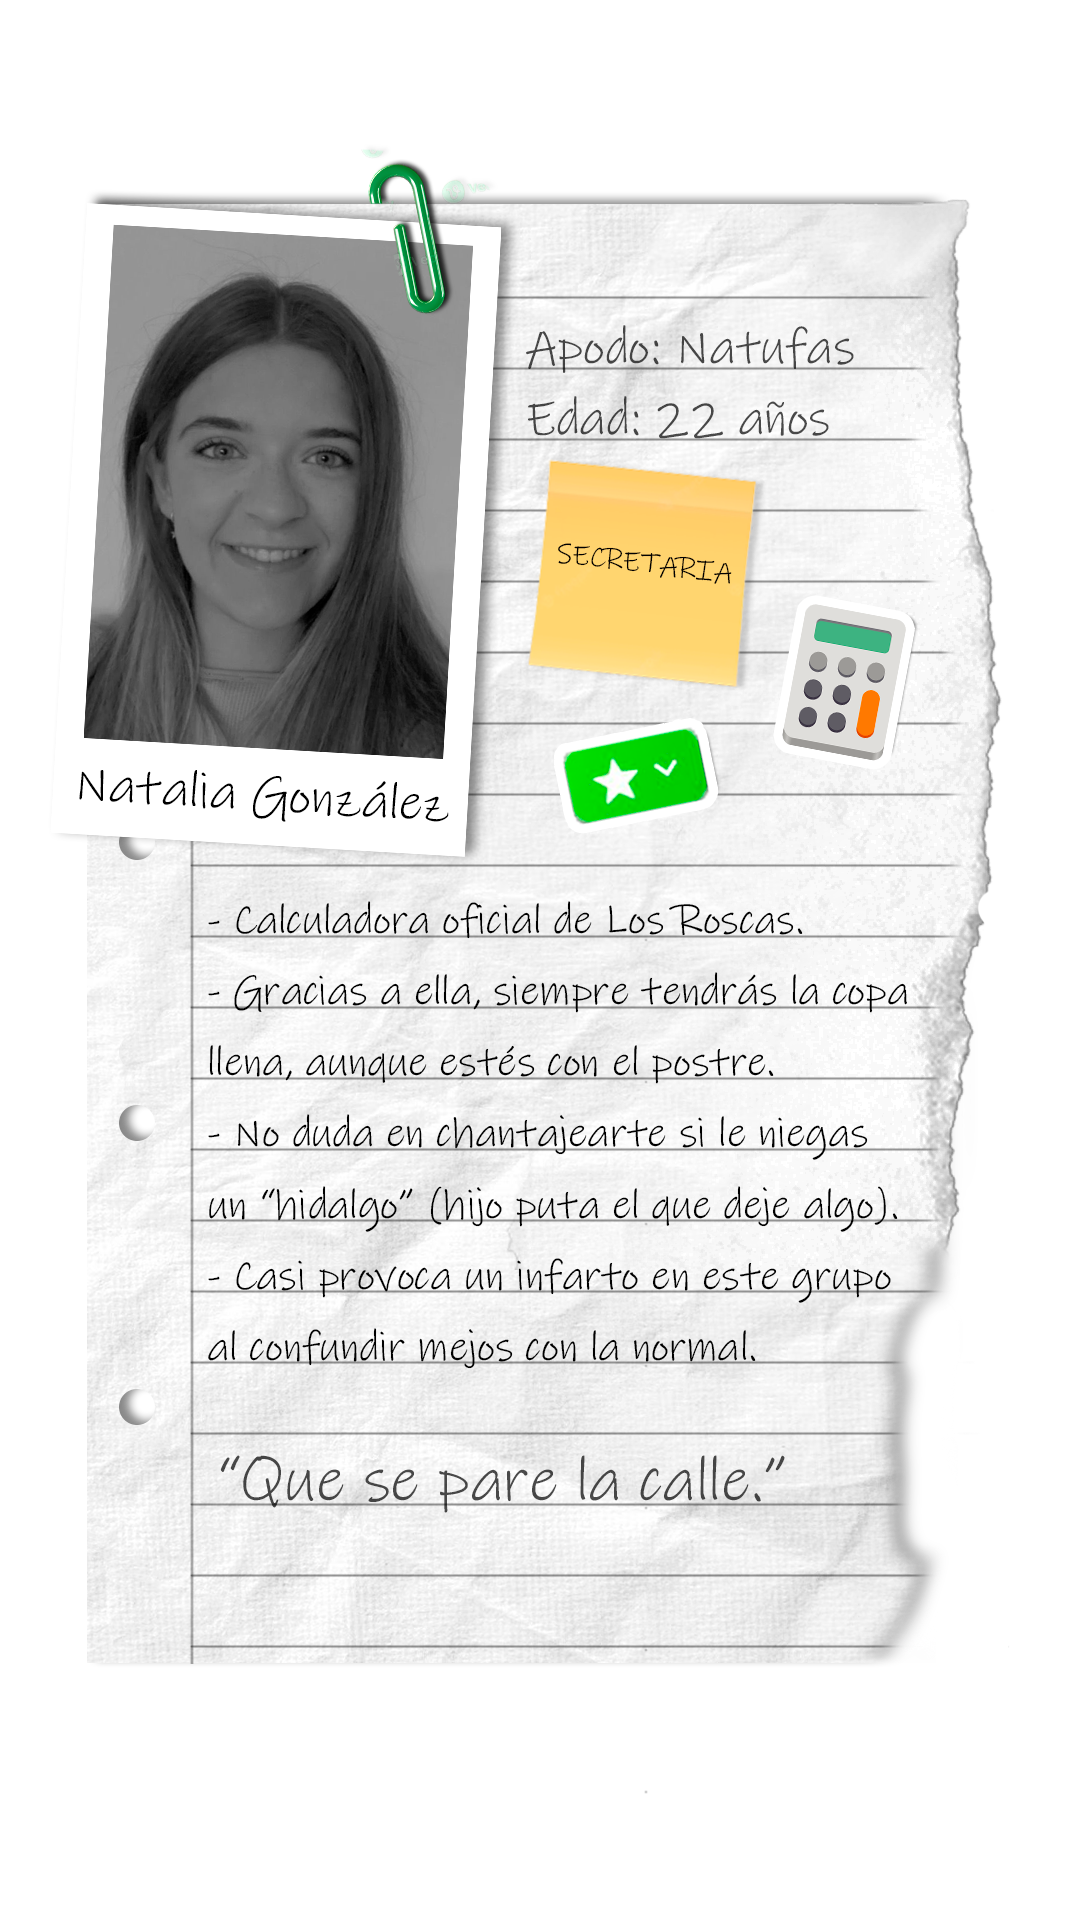 Apodo: Natufas
Edad: 22 años
SECRETARIA
Natalia González
- Calculadora oficial de Los Roscas.
- Gracias a ella, siempre tendrás la copa
llena, aunque estés con el postre.
- No duda en chantajearte si le niegas
un “hidalgo” (hijo puta el que deje algo).
- Casi provoca un infarto en este grupo
al confundir mejos con la normal.
“Que se pare la calle.”